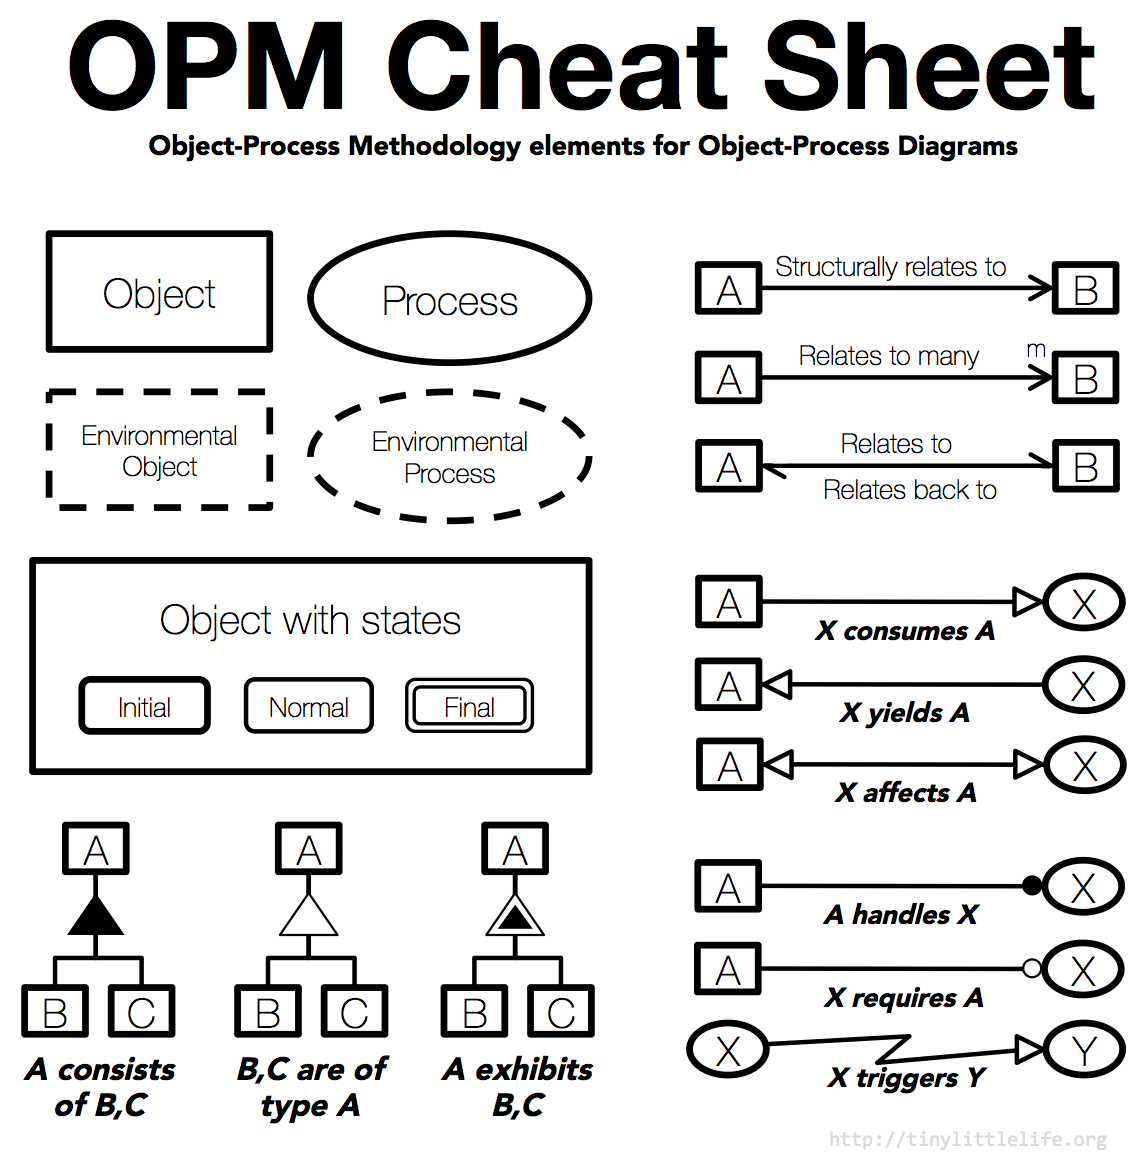 OPM Cheat Sheet
Object-Process Methodology elements for Object-Process Diagrams
Object
Process
Environmental
Object
Environmental
Process
Object with states
Initial
Normal
Final
A
B
C
A consists
of B,C
A
B
C
B,C are of
type A
A
B
C
A exhibits
B,C
A
Structurally relates to
B
A
Relates to many
m
B
A
Relates to
Relates back to
B
A
X
X consumes A
A
X
X yields A
A
X
X affects A
A
X
A handles X
A
X
X requires A
X
Y
X triggers Y
http://tinylittlelife.org